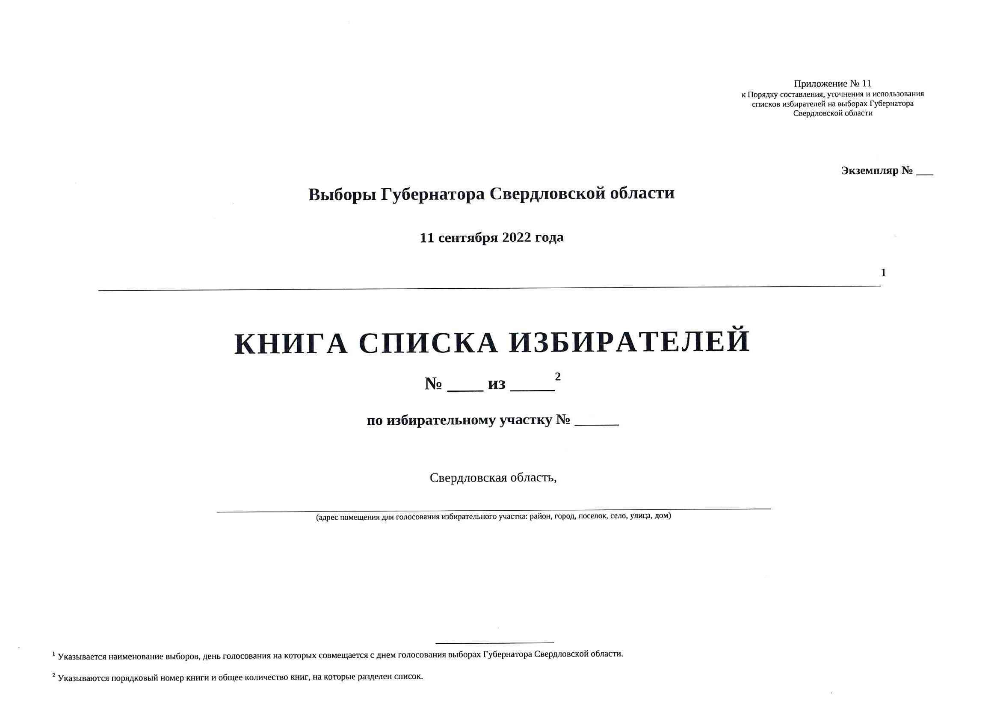 Приложение № 11
к Порядку составления, уточнения и использования
списков избирателей на выборах Губернатора
Свердловской области
Экземпляр № ___
Выборы Губернатора Свердловской области
11 сентября 2022 года
1
КНИГА СПИСКА ИЗБИРАТЕЛЕЙ
№ ____ из _____2
по избирательному участку № ______
Свердловская область,
(адрес помещения для голосования избирательного участка: район, город, поселок, село, улица, дом)
1 Указывается наименование выборов, день голосования на которых совмещается с днем голосования выборах Губернатора Свердловской области.
2 Указываются порядковый номер книги и общее количество книг, на которые разделен список.